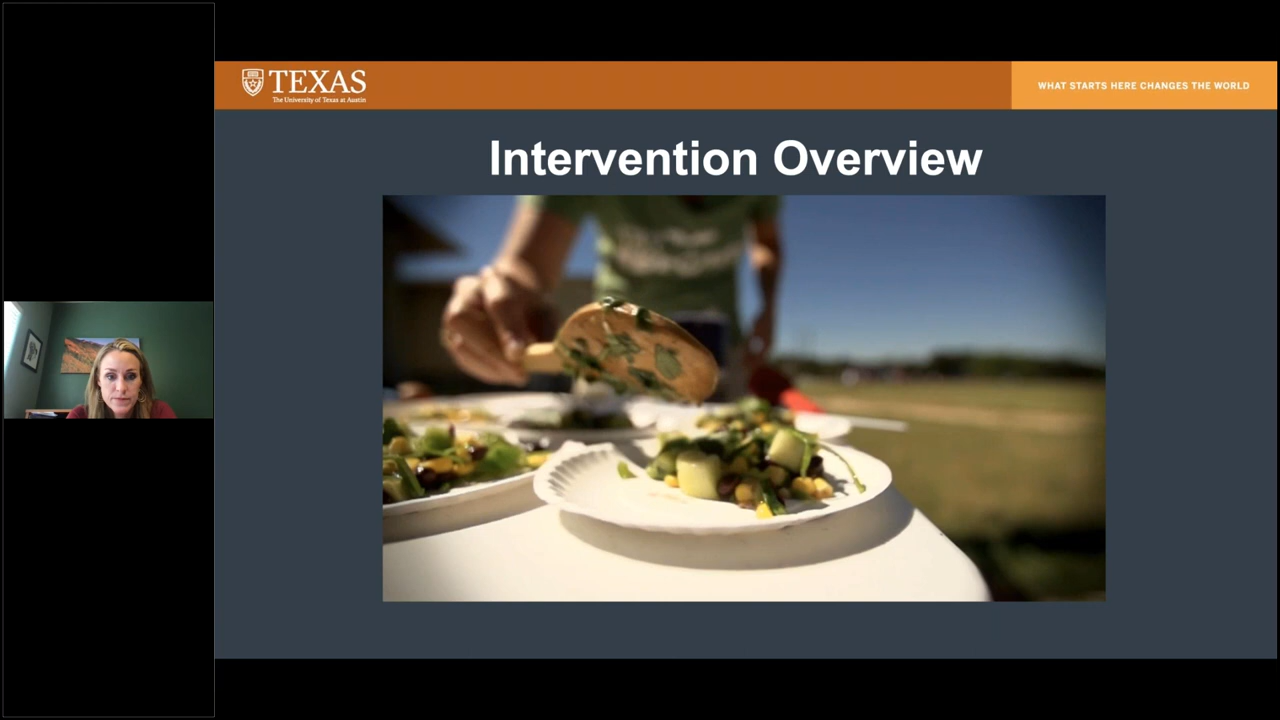 TEXAS
The University of Texas at Austin
WHAT STARTS HERE CHANGES THE WORLD
Intervention Overview